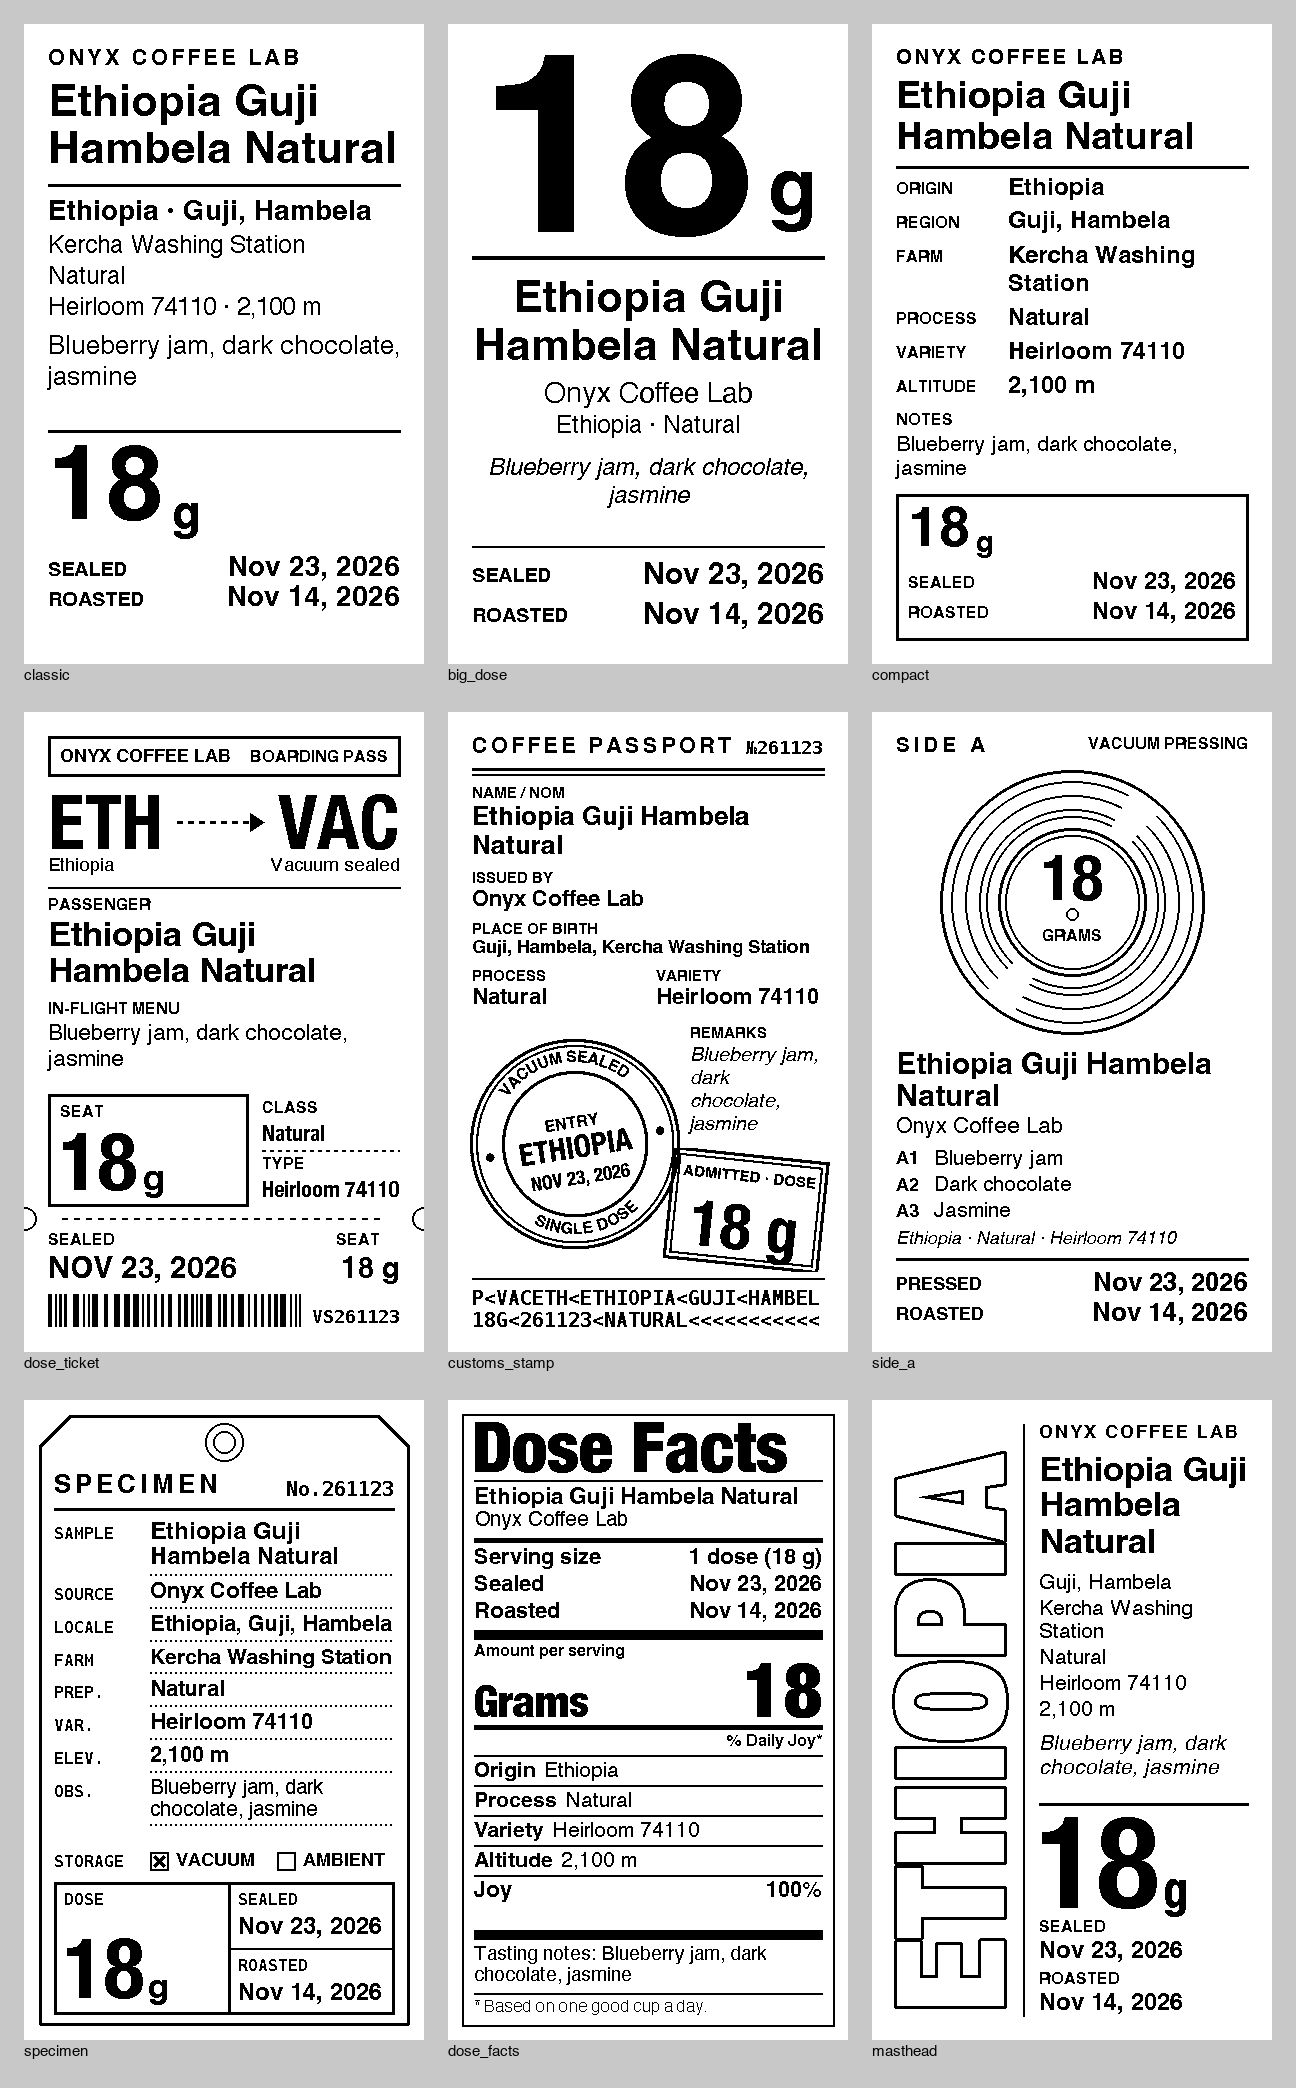 ONYX COFFEE LAB
Ethiopia Guji
Hambela Natural
Ethiopia · Guji, Hambela
Kercha Washing Station
Natural
Heirloom 74110 · 2,100 m
Blueberry jam, dark chocolate,
jasmine
18 g
SEALED Nov 23, 2026
ROASTED Nov 14, 2026
classic
18 g
Ethiopia Guji
Hambela Natural
Onyx Coffee Lab
Ethiopia · Natural
Blueberry jam, dark chocolate,
jasmine
SEALED Nov 23, 2026
ROASTED Nov 14, 2026
big_dose
ONYX COFFEE LAB
Ethiopia Guji
Hambela Natural
ORIGIN Ethiopia
REGION Guji, Hambela
FARM Kercha Washing
Station
PROCESS Natural
VARIETY Heirloom 74110
ALTITUDE 2,100 m
NOTES
Blueberry jam, dark chocolate,
jasmine
18 g
SEALED Nov 23, 2026
ROASTED Nov 14, 2026
compact
ONYX COFFEE LAB BOARDING PASS
ETH VAC
Ethiopia Vacuum sealed
PASSENGER
Ethiopia Guji
Hambela Natural
IN-FLIGHT MENU
Blueberry jam, dark chocolate,
jasmine
SEAT
18 g
CLASS
Natural
TYPE
Heirloom 74110
SEALED SEAT
NOV 23, 2026 18 g
VS261123
dose_ticket
COFFEE PASSPORT №261123
NAME / NOM
Ethiopia Guji Hambela
Natural
ISSUED BY
Onyx Coffee Lab
PLACE OF BIRTH
Guji, Hambela, Kercha Washing Station
PROCESS VARIETY
Natural Heirloom 74110
REMARKS
Blueberry jam,
dark
chocolate,
jasmine
VACUUM SEALED
ENTRY
ETHIOPIA
NOV 23, 2026
SINGLE DOSE
ADMITTED · DOSE
18 g
P<VACETH<ETHIOPIA<GUJI<HAMBEL
18G<261123<NATURAL<<<<<<<<<<<
customs_stamp
SIDE A VACUUM PRESSING
18
GRAMS
Ethiopia Guji Hambela
Natural
Onyx Coffee Lab
A1 Blueberry jam
A2 Dark chocolate
A3 Jasmine
Ethiopia · Natural · Heirloom 74110
PRESSED Nov 23, 2026
ROASTED Nov 14, 2026
side_a
SPECIMEN No.261123
SAMPLE Ethiopia Guji
Hambela Natural
SOURCE Onyx Coffee Lab
LOCALE Ethiopia, Guji, Hambela
FARM Kercha Washing Station
PREP. Natural
VAR. Heirloom 74110
ELEV. 2,100 m
OBS. Blueberry jam, dark
chocolate, jasmine
STORAGE VACUUM AMBIENT
DOSE
18 g
SEALED
Nov 23, 2026
ROASTED
Nov 14, 2026
specimen
Dose Facts
Ethiopia Guji Hambela Natural
Onyx Coffee Lab
Serving size 1 dose (18 g)
Sealed Nov 23, 2026
Roasted Nov 14, 2026
Amount per serving
Grams 18
% Daily Joy*
Origin Ethiopia
Process Natural
Variety Heirloom 74110
Altitude 2,100 m
Joy 100%
Tasting notes: Blueberry jam, dark
chocolate, jasmine
* Based on one good cup a day.
dose_facts
ETHIOPIA
ONYX COFFEE LAB
Ethiopia Guji
Hambela
Natural
Guji, Hambela
Kercha Washing
Station
Natural
Heirloom 74110
2,100 m
Blueberry jam, dark
chocolate, jasmine
18g
SEALED
Nov 23, 2026
ROASTED
Nov 14, 2026
masthead